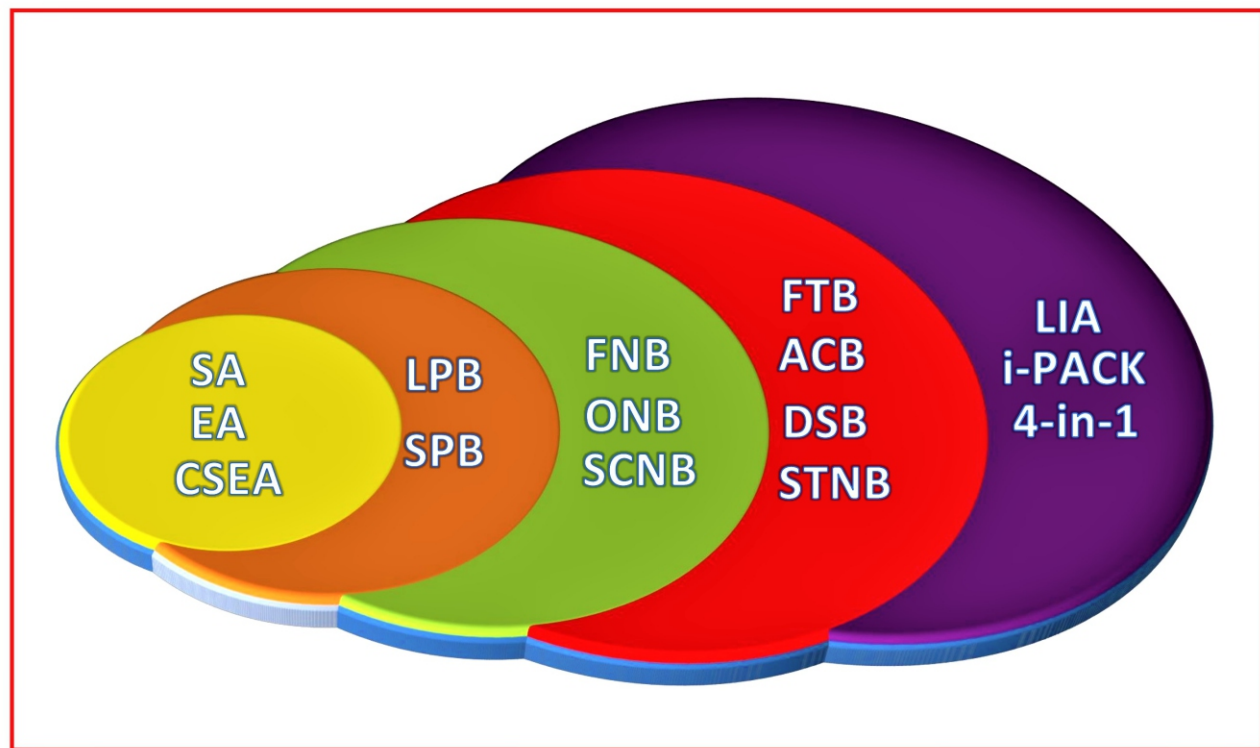 SA
EA
CSEA
LPB
SPB
FNB
ONB
SCNB
FTB
ACB
DSB
STNB
LIA
i-PACK
4-in-1